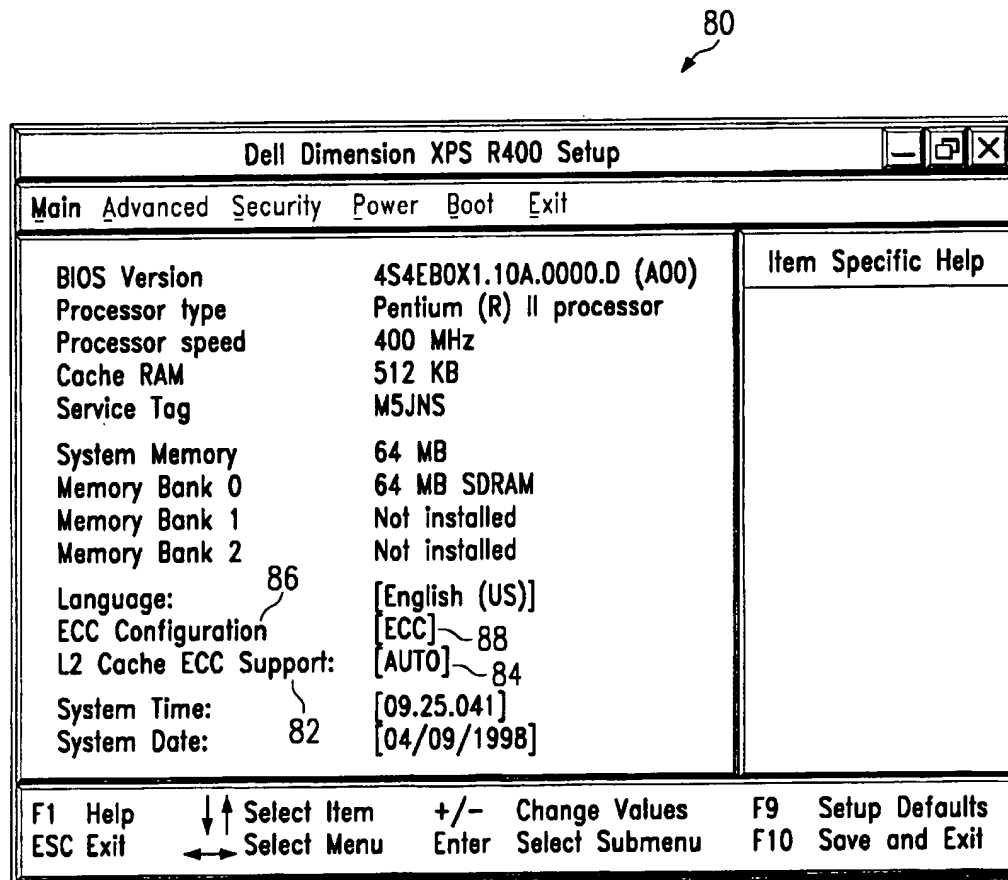 80
Dell Dimension XPS R400 Setup
Main Advanced Security Power Boot Exit
BIOS Version 4S4EB0X1.10A.0000.D (A00)
Processor type Pentium (R) II processor
Processor speed 400 MHz
Cache RAM 512 KB
Service Tag M5JNS
System Memory 64 MB
Memory Bank 0 64 MB SDRAM
Memory Bank 1 Not installed
Memory Bank 2 Not installed
86
Language: [English (US)]
ECC Configuration [ECC] 88
L2 Cache ECC Support: [AUTO] 84
82
System Time: [09.25.041]
System Date: [04/09/1998]
Item Specific Help
F1 Help ↓↑ Select Item +/- Change Values F9 Setup Defaults
ESC Exit ←→ Select Menu Enter Select Submenu F10 Save and Exit